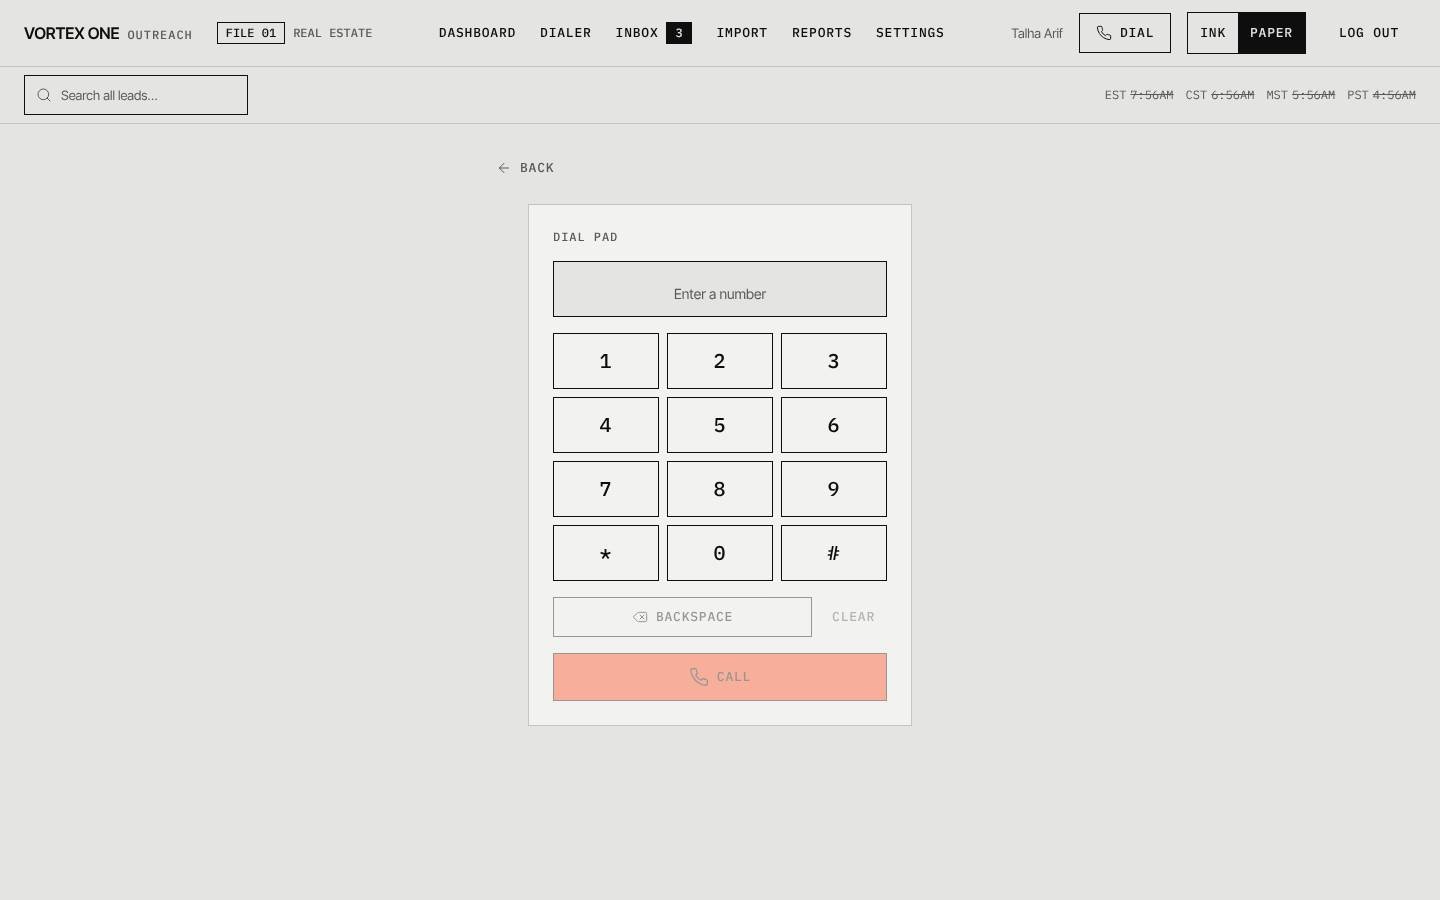 VORTEX ONE OUTREACH FILE 01 REAL ESTATE DASHBOARD DIALER INBOX 3 IMPORT REPORTS SETTINGS Talha Arif DIAL INK PAPER LOG OUT
Search all leads... EST 7:56AM CST 6:56AM MST 5:56AM PST 4:56AM
BACK
DIAL PAD
Enter a number
1 2 3
4 5 6
7 8 9
* 0 #
BACKSPACE CLEAR
CALL